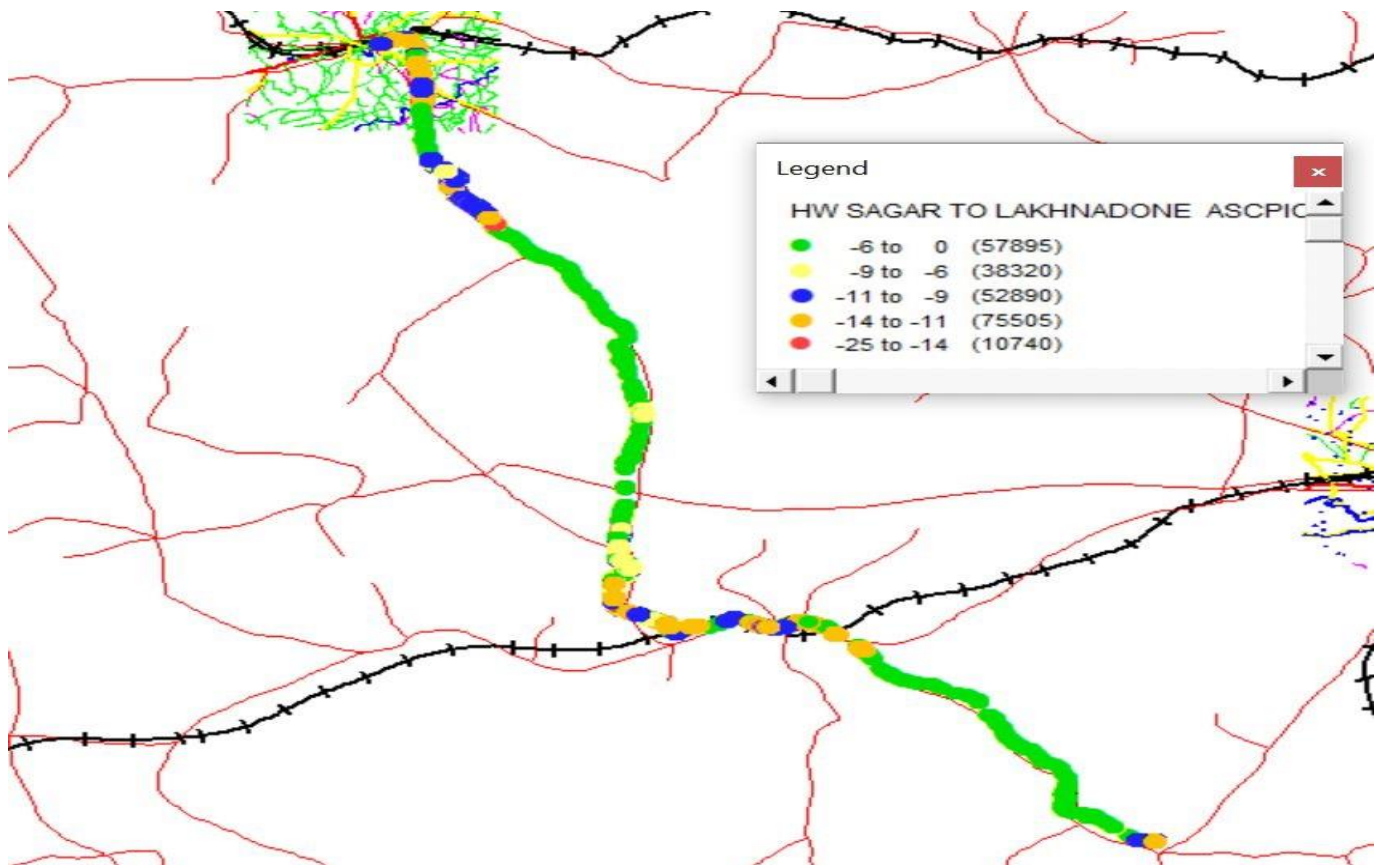 Legend
HW SAGAR TO LAKHNADONE ASCPIO
-6 to 0 (57895)
-9 to -6 (38320)
-11 to -9 (52890)
-14 to -11 (75505)
-25 to -14 (10740)